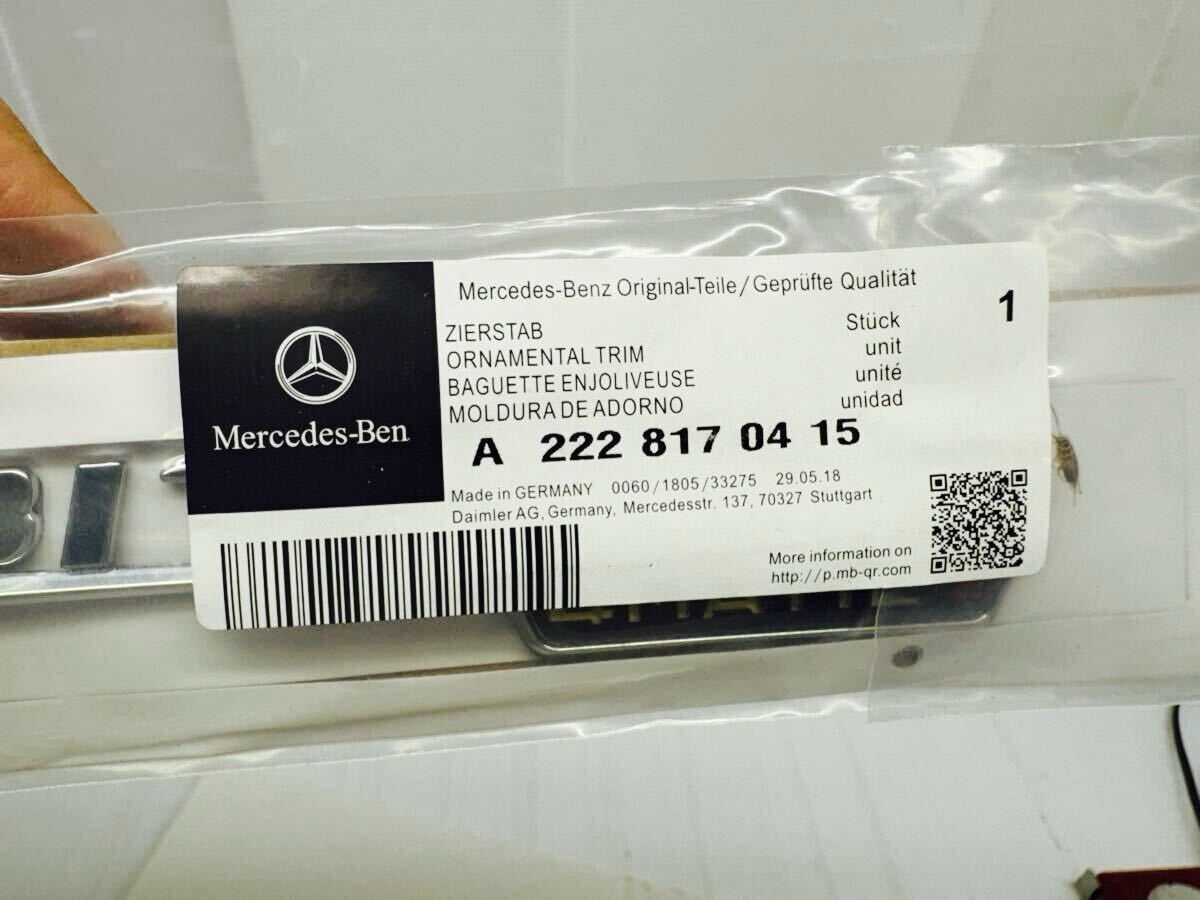 Mercedes-Benz Original-Teile/Geprüfte Qualität
1
ZIERSTAB Stück
ORNAMENTAL TRIM unit
BAGUETTE ENJOLIVEUSE unité
MOLDURA DE ADORNO unidad
Mercedes-Ben
A 222 817 04 15
Made in GERMANY 0060/1805/33275 29.05.18
Daimler AG, Germany, Mercedesstr. 137, 70327 Stuttgart
More information on
http://p.mb-qr.com